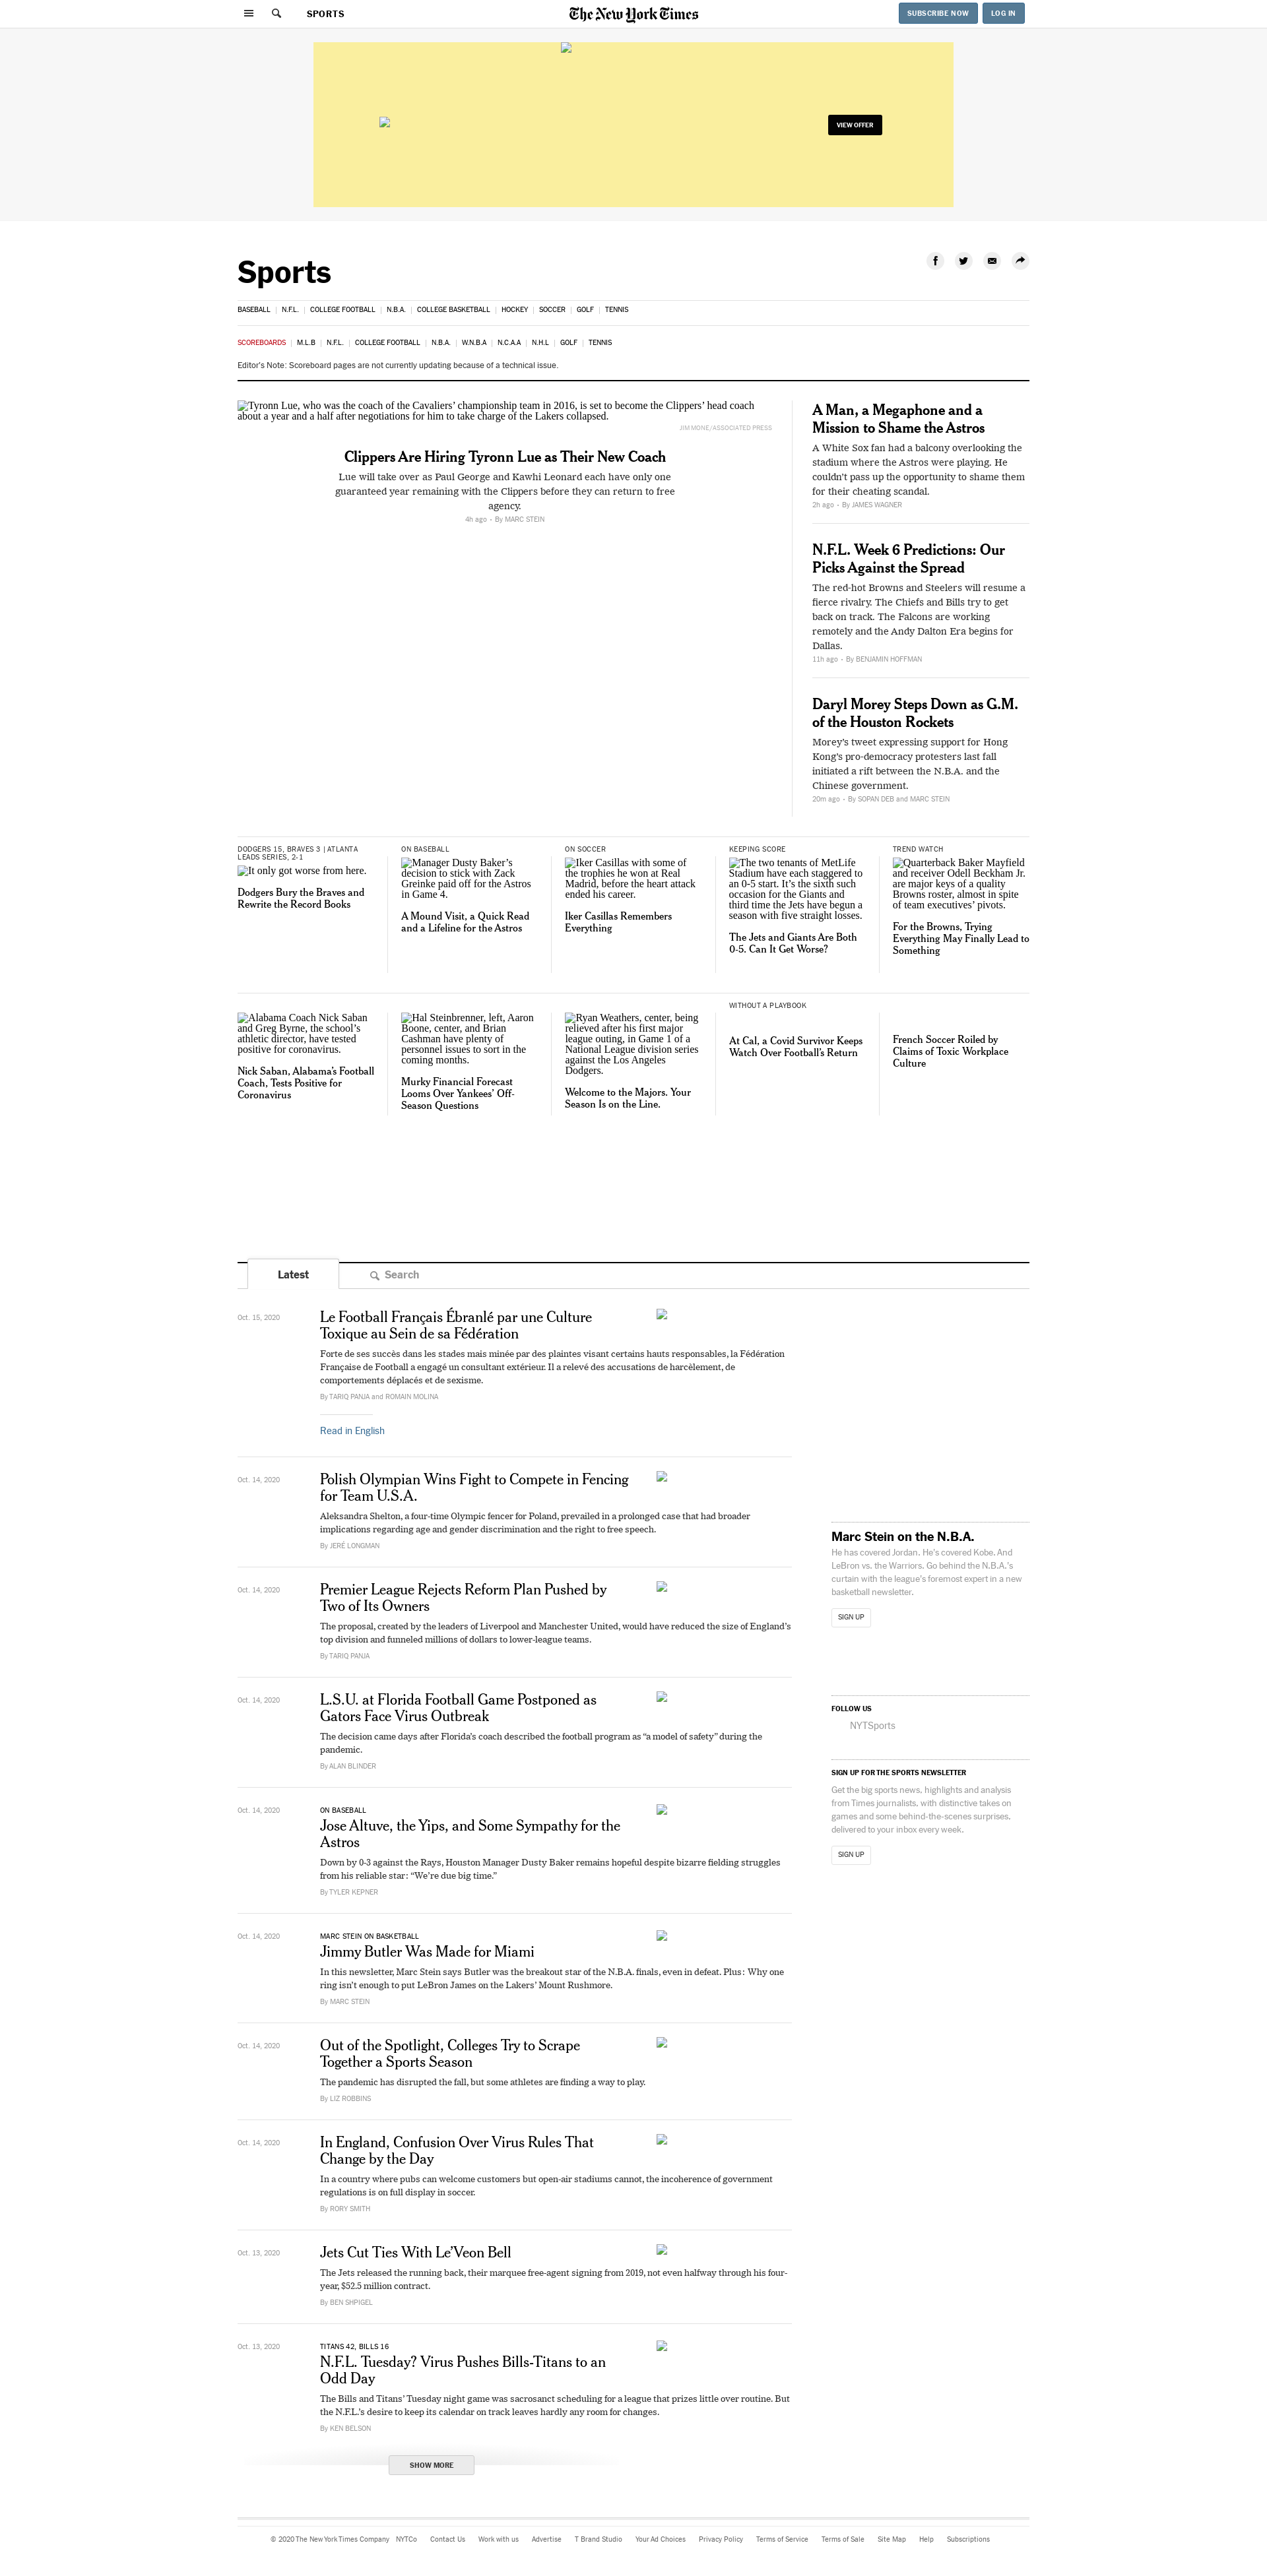 SPORTS
The New York Times
SUBSCRIBE NOW
LOG IN
VIEW OFFER
Sports
BASEBALL
N.F.L.
COLLEGE FOOTBALL
N.B.A.
COLLEGE BASKETBALL
HOCKEY
SOCCER
GOLF
TENNIS
SCOREBOARDS
M.L.B
N.F.L.
COLLEGE FOOTBALL
N.B.A.
W.N.B.A
N.C.A.A
N.H.L
GOLF
TENNIS
Editor's Note: Scoreboard pages are not currently updating because of a technical issue.
Tyronn Lue, who was the coach of the Cavaliers’ championship team in 2016, is set to become the Clippers’ head coach
about a year and a half after negotiations for him to take charge of the Lakers collapsed.
JIM MONE/ASSOCIATED PRESS
Clippers Are Hiring Tyronn Lue as Their New Coach
Lue will take over as Paul George and Kawhi Leonard each have only one
guaranteed year remaining with the Clippers before they can return to free
agency.
4h ago · By MARC STEIN
A Man, a Megaphone and a
Mission to Shame the Astros
A White Sox fan had a balcony overlooking the
stadium where the Astros were playing. He
couldn’t pass up the opportunity to shame them
for their cheating scandal.
2h ago · By JAMES WAGNER
N.F.L. Week 6 Predictions: Our
Picks Against the Spread
The red-hot Browns and Steelers will resume a
fierce rivalry. The Chiefs and Bills try to get
back on track. The Falcons are working
remotely and the Andy Dalton Era begins for
Dallas.
11h ago · By BENJAMIN HOFFMAN
Daryl Morey Steps Down as G.M.
of the Houston Rockets
Morey’s tweet expressing support for Hong
Kong’s pro-democracy protesters last fall
initiated a rift between the N.B.A. and the
Chinese government.
20m ago · By SOPAN DEB and MARC STEIN
DODGERS 15, BRAVES 3 | ATLANTA
LEADS SERIES, 2-1
It only got worse from here.
Dodgers Bury the Braves and
Rewrite the Record Books
ON BASEBALL
Manager Dusty Baker’s
decision to stick with Zack
Greinke paid off for the Astros
in Game 4.
A Mound Visit, a Quick Read
and a Lifeline for the Astros
ON SOCCER
Iker Casillas with some of
the trophies he won at Real
Madrid, before the heart attack
ended his career.
Iker Casillas Remembers
Everything
KEEPING SCORE
The two tenants of MetLife
Stadium have each staggered to
an 0-5 start. It’s the sixth such
occasion for the Giants and
third time the Jets have begun a
season with five straight losses.
The Jets and Giants Are Both
0-5. Can It Get Worse?
TREND WATCH
Quarterback Baker Mayfield
and receiver Odell Beckham Jr.
are major keys of a quality
Browns roster, almost in spite
of team executives’ pivots.
For the Browns, Trying
Everything May Finally Lead to
Something
Alabama Coach Nick Saban
and Greg Byrne, the school’s
athletic director, have tested
positive for coronavirus.
Nick Saban, Alabama’s Football
Coach, Tests Positive for
Coronavirus
Hal Steinbrenner, left, Aaron
Boone, center, and Brian
Cashman have plenty of
personnel issues to sort in the
coming months.
Murky Financial Forecast
Looms Over Yankees’ Off-
Season Questions
Ryan Weathers, center, being
relieved after his first major
league outing, in Game 1 of a
National League division series
against the Los Angeles
Dodgers.
Welcome to the Majors. Your
Season Is on the Line.
WITHOUT A PLAYBOOK
At Cal, a Covid Survivor Keeps
Watch Over Football’s Return
French Soccer Roiled by
Claims of Toxic Workplace
Culture
Latest
Search
Oct. 15, 2020
Le Football Français Ébranlé par une Culture
Toxique au Sein de sa Fédération
Forte de ses succès dans les stades mais minée par des plaintes visant certains hauts responsables, la Fédération
Française de Football a engagé un consultant extérieur. Il a relevé des accusations de harcèlement, de
comportements déplacés et de sexisme.
By TARIQ PANJA and ROMAIN MOLINA
Read in English
Oct. 14, 2020
Polish Olympian Wins Fight to Compete in Fencing
for Team U.S.A.
Aleksandra Shelton, a four-time Olympic fencer for Poland, prevailed in a prolonged case that had broader
implications regarding age and gender discrimination and the right to free speech.
By JERÉ LONGMAN
Oct. 14, 2020
Premier League Rejects Reform Plan Pushed by
Two of Its Owners
The proposal, created by the leaders of Liverpool and Manchester United, would have reduced the size of England’s
top division and funneled millions of dollars to lower-league teams.
By TARIQ PANJA
Oct. 14, 2020
L.S.U. at Florida Football Game Postponed as
Gators Face Virus Outbreak
The decision came days after Florida’s coach described the football program as “a model of safety” during the
pandemic.
By ALAN BLINDER
Oct. 14, 2020
ON BASEBALL
Jose Altuve, the Yips, and Some Sympathy for the
Astros
Down by 0-3 against the Rays, Houston Manager Dusty Baker remains hopeful despite bizarre fielding struggles
from his reliable star: “We’re due big time.”
By TYLER KEPNER
Oct. 14, 2020
MARC STEIN ON BASKETBALL
Jimmy Butler Was Made for Miami
In this newsletter, Marc Stein says Butler was the breakout star of the N.B.A. finals, even in defeat. Plus: Why one
ring isn’t enough to put LeBron James on the Lakers’ Mount Rushmore.
By MARC STEIN
Oct. 14, 2020
Out of the Spotlight, Colleges Try to Scrape
Together a Sports Season
The pandemic has disrupted the fall, but some athletes are finding a way to play.
By LIZ ROBBINS
Oct. 14, 2020
In England, Confusion Over Virus Rules That
Change by the Day
In a country where pubs can welcome customers but open-air stadiums cannot, the incoherence of government
regulations is on full display in soccer.
By RORY SMITH
Oct. 13, 2020
Jets Cut Ties With Le’Veon Bell
The Jets released the running back, their marquee free-agent signing from 2019, not even halfway through his four-
year, $52.5 million contract.
By BEN SHPIGEL
Oct. 13, 2020
TITANS 42, BILLS 16
N.F.L. Tuesday? Virus Pushes Bills-Titans to an
Odd Day
The Bills and Titans’ Tuesday night game was sacrosanct scheduling for a league that prizes little over routine. But
the N.F.L.’s desire to keep its calendar on track leaves hardly any room for changes.
By KEN BELSON
SHOW MORE
Marc Stein on the N.B.A.
He has covered Jordan. He’s covered Kobe. And
LeBron vs. the Warriors. Go behind the N.B.A.’s
curtain with the league’s foremost expert in a new
basketball newsletter.
SIGN UP
FOLLOW US
NYTSports
SIGN UP FOR THE SPORTS NEWSLETTER
Get the big sports news, highlights and analysis
from Times journalists, with distinctive takes on
games and some behind-the-scenes surprises,
delivered to your inbox every week.
SIGN UP
© 2020 The New York Times Company
NYTCo
Contact Us
Work with us
Advertise
T Brand Studio
Your Ad Choices
Privacy Policy
Terms of Service
Terms of Sale
Site Map
Help
Subscriptions